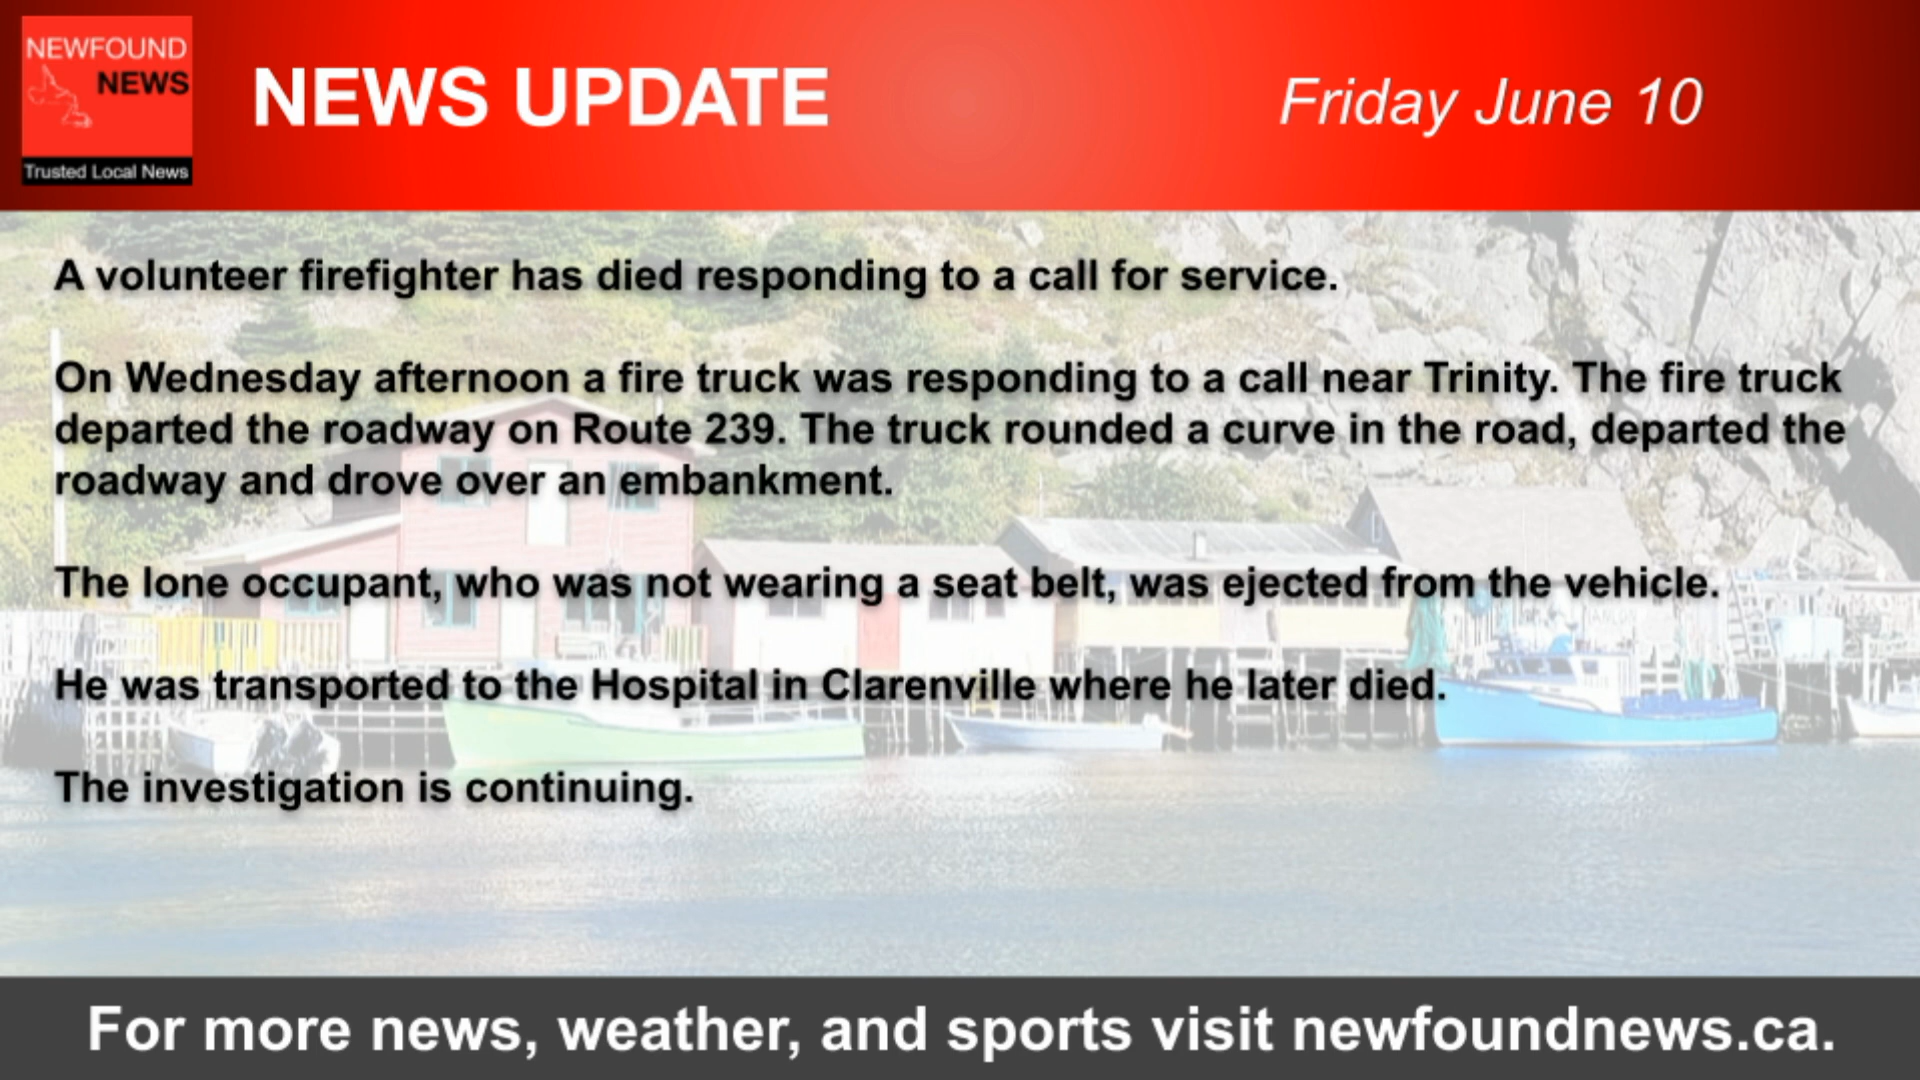 NEWFOUND
NEWS
Trusted Local News
NEWS UPDATE
Friday June 10
A volunteer firefighter has died responding to a call for service.
On Wednesday afternoon a fire truck was responding to a call near Trinity. The fire truck
departed the roadway on Route 239. The truck rounded a curve in the road, departed the
roadway and drove over an embankment.
The lone occupant, who was not wearing a seat belt, was ejected from the vehicle.
He was transported to the Hospital in Clarenville where he later died.
The investigation is continuing.
For more news, weather, and sports visit newfoundnews.ca.